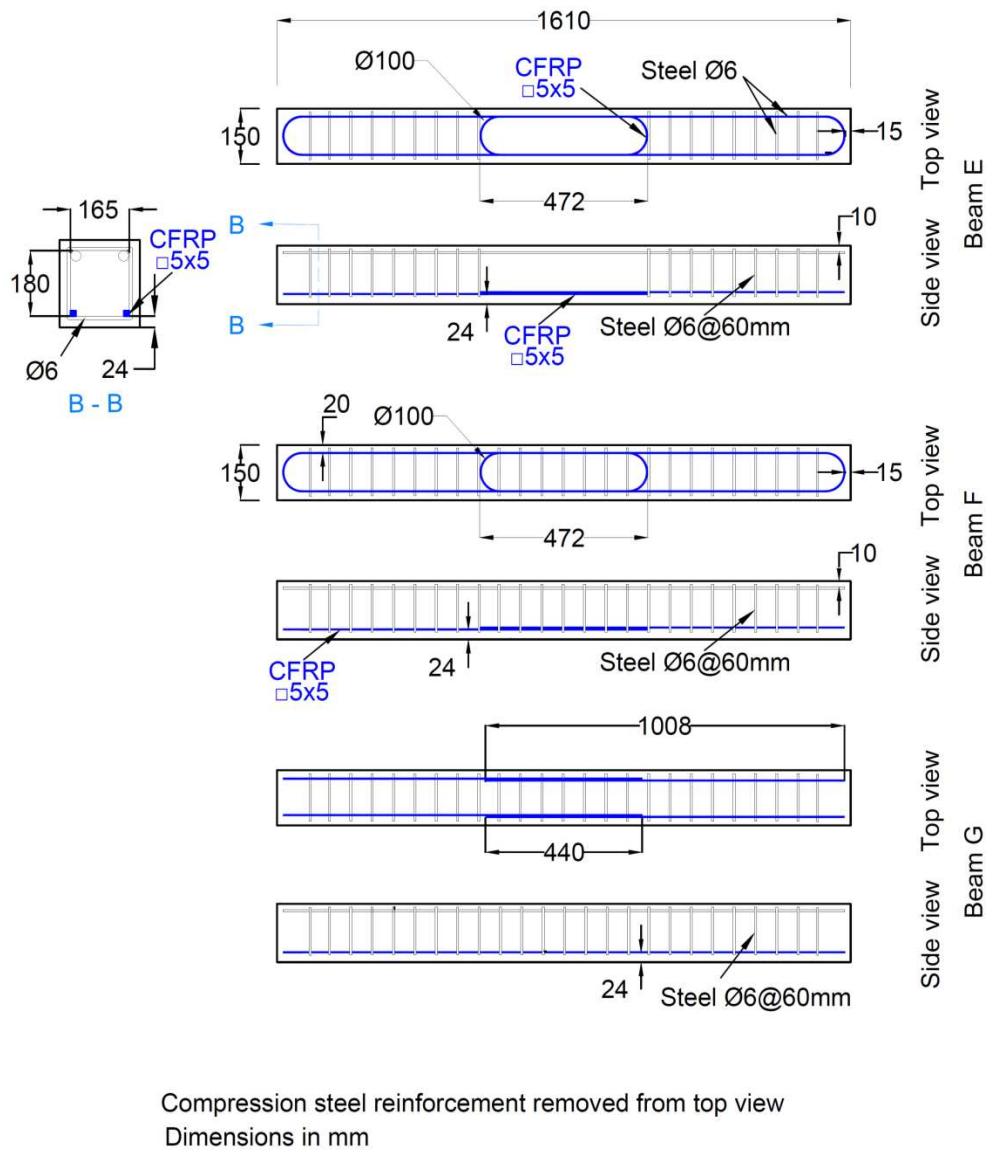 1610
Ø100
CFRP
□5x5
Steel Ø6
150
15
472
Top view
Beam E
165
CFRP
□5x5
180
Ø6
24
B - B
B
B
10
24
CFRP
□5x5
Steel Ø6@60mm
Side view
20
Ø100
150
15
472
Top view
Beam F
10
24
CFRP
□5x5
Steel Ø6@60mm
Side view
1008
440
Top view
Beam G
24
Steel Ø6@60mm
Side view
Compression steel reinforcement removed from top view
Dimensions in mm